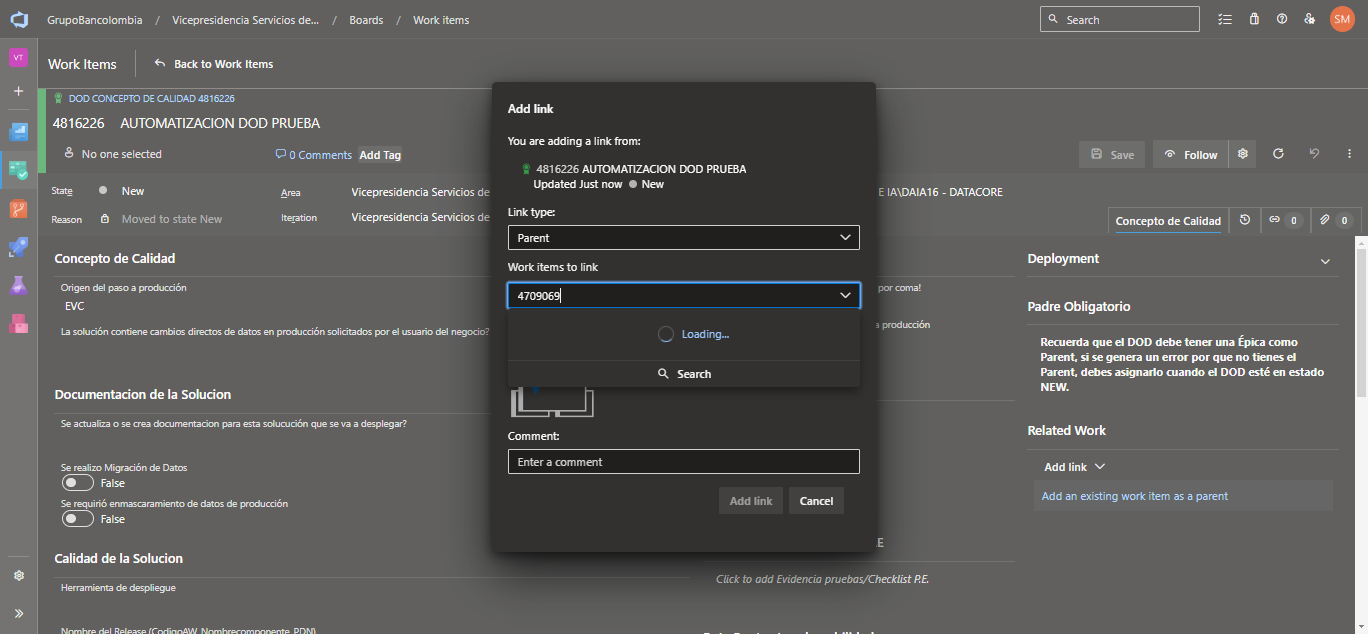 GrupoBancolombia / Vicepresidencia Servicios de... / Boards / Work items
Search
SM
VT
Work Items
Back to Work Items
DOD CONCEPTO DE CALIDAD 4816226
4816226 AUTOMATIZACION DOD PRUEBA
No one selected
0 Comments
Add Tag
Save
Follow
State
New
Area
Vicepresidencia Servicios de
E IA\DAIA16 - DATACORE
Reason
Moved to state New
Iteration
Vicepresidencia Servicios de
Concepto de Calidad
0
0
Concepto de Calidad
Origen del paso a producción
EVC
La solución contiene cambios directos de datos en producción solicitados por el usuario del negocio?
Documentacion de la Solucion
Se actualiza o se crea documentacion para esta solucución que se va a desplegar?
Se realizo Migración de Datos
False
Se requirió enmascaramiento de datos de producción
False
Calidad de la Solucion
Herramienta de despliegue
Nombre del Release (CodigoAW_Nombrecomponente_PDN)
Add link
You are adding a link from:
4816226 AUTOMATIZACION DOD PRUEBA
Updated Just now New
Link type:
Parent
Work items to link
4709069
Loading...
Search
Comment:
Enter a comment
Add link
Cancel
por coma!
a producción
E
Click to add Evidencia pruebas/Checklist P.E.
Deployment
Padre Obligatorio
Recuerda que el DOD debe tener una Épica como
Parent, si se genera un error por que no tienes el
Parent, debes asignarlo cuando el DOD esté en estado
NEW.
Related Work
Add link
Add an existing work item as a parent